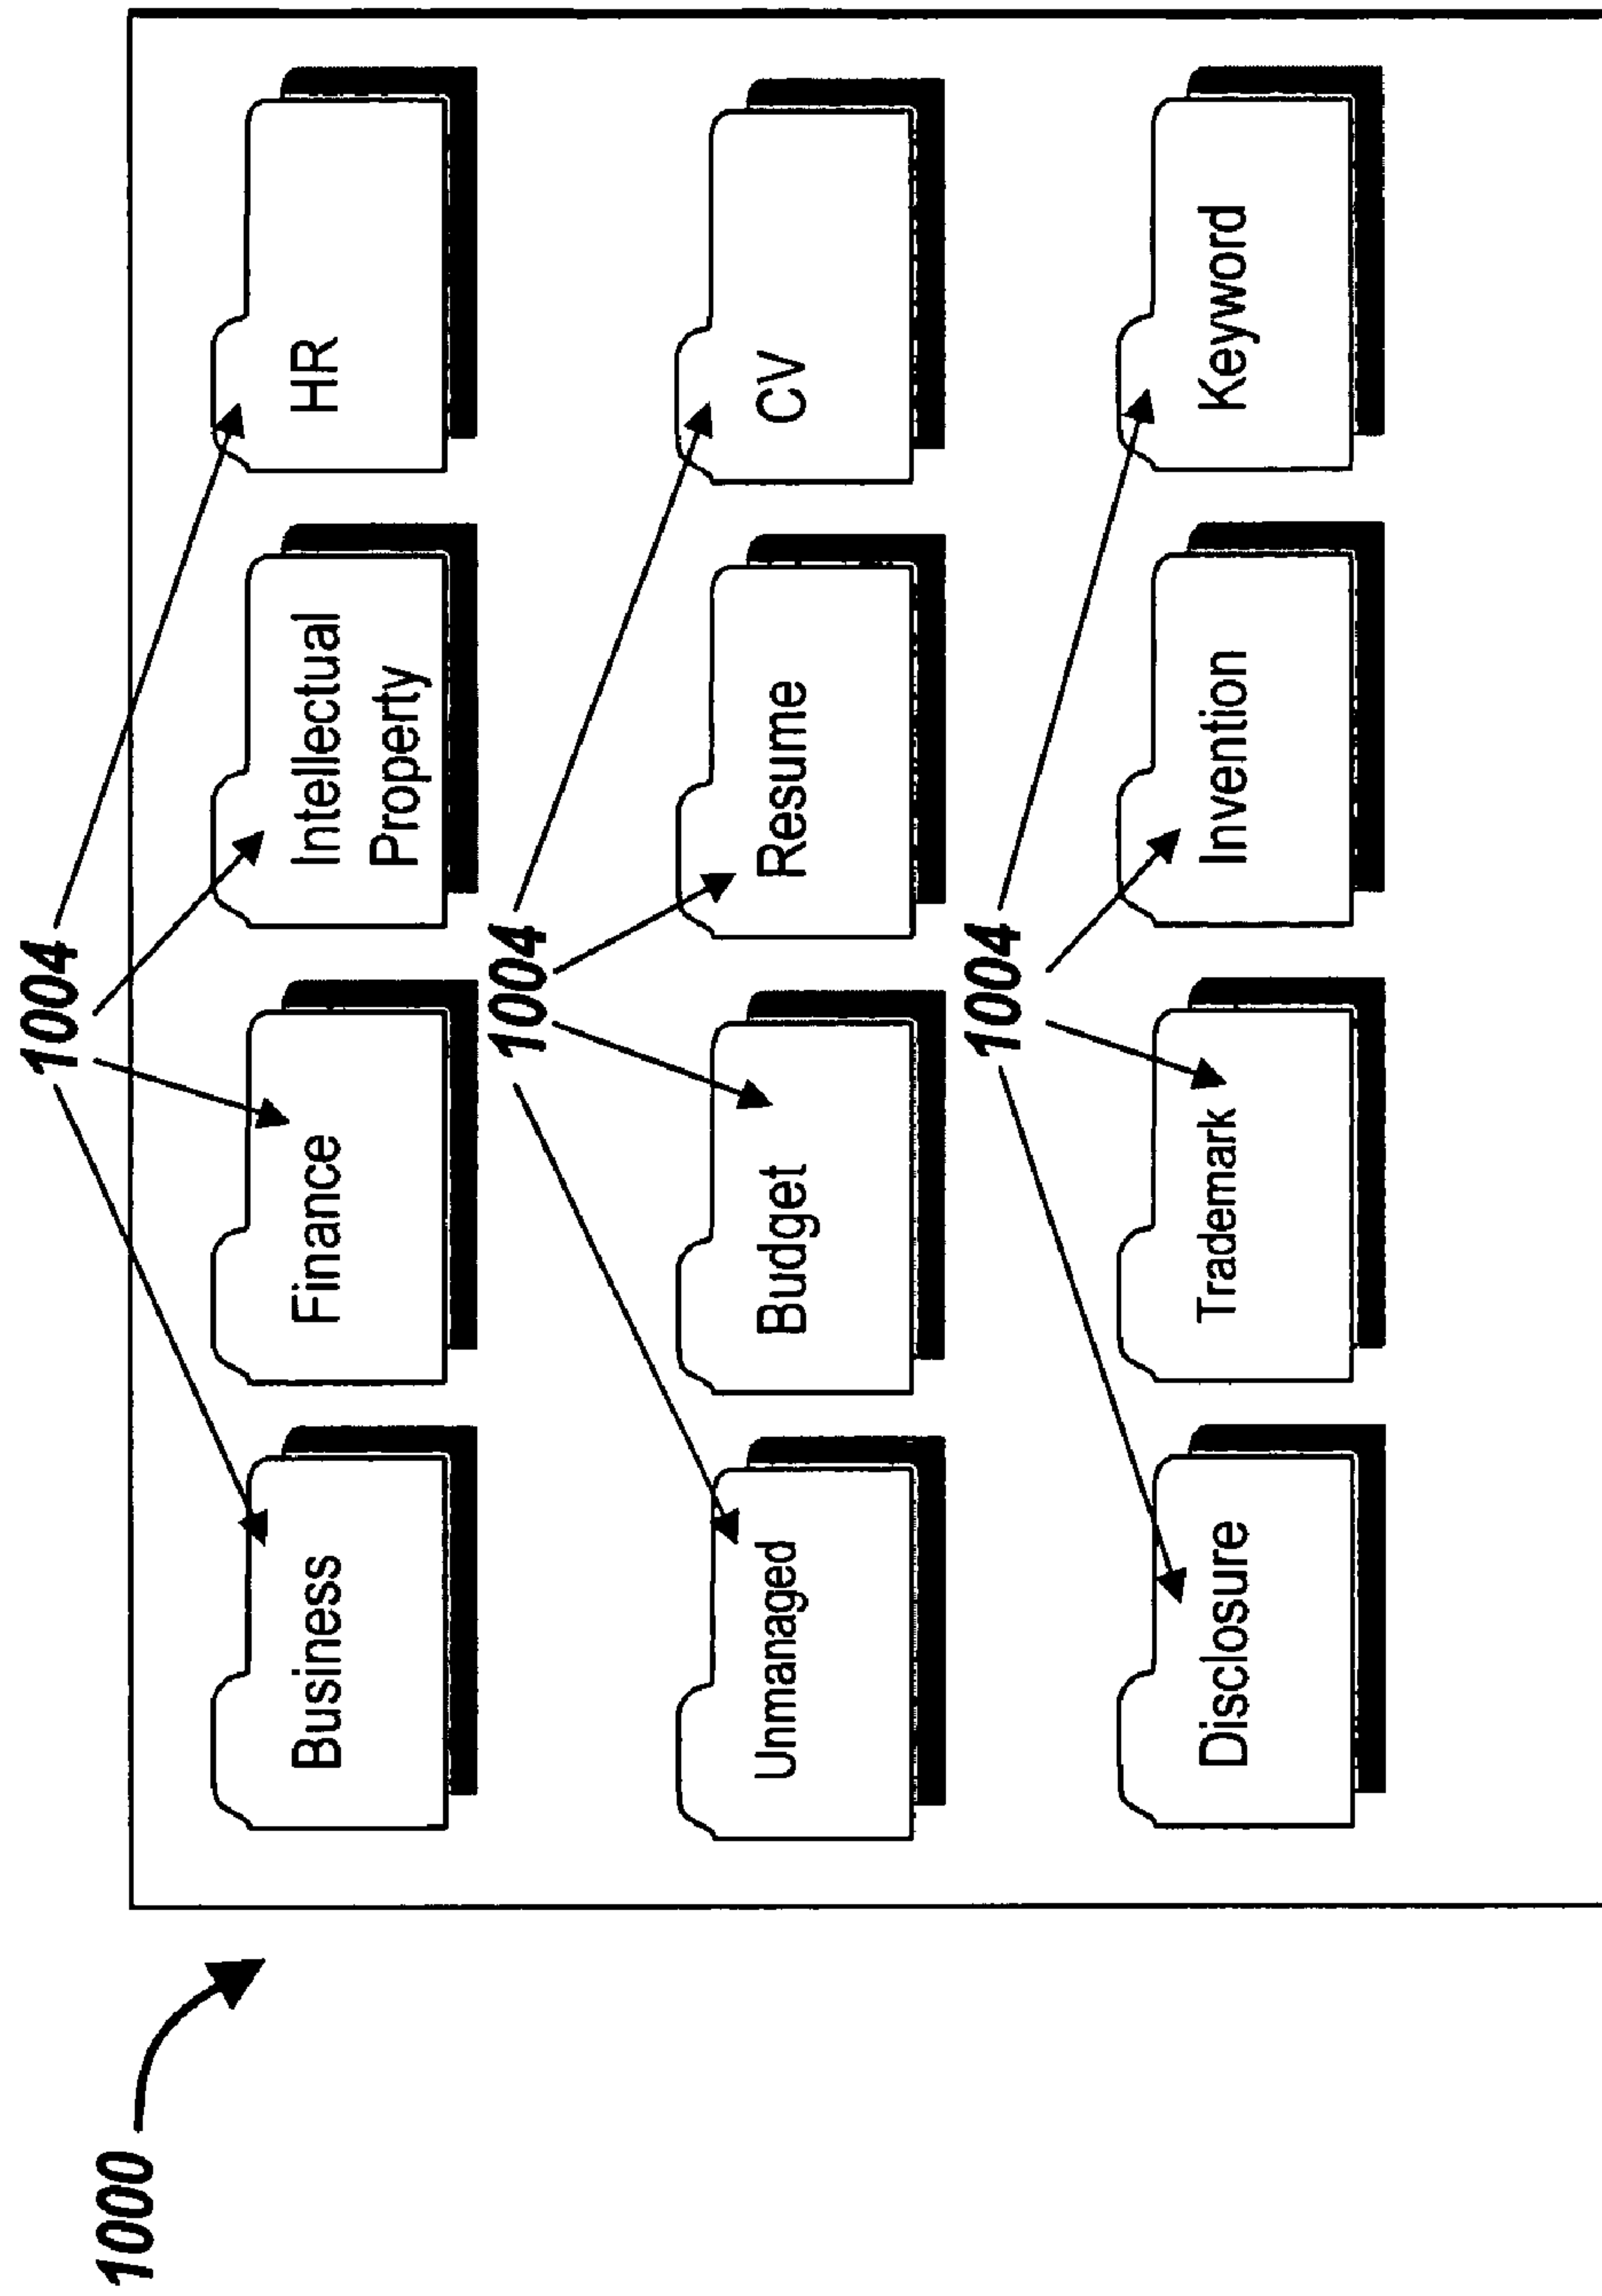 1000
1004
Business
Finance
Intellectual
Property
HR
1004
Unmanaged
Budget
Resume
CV
1004
Disclosure
Trademark
Invention
Keyword